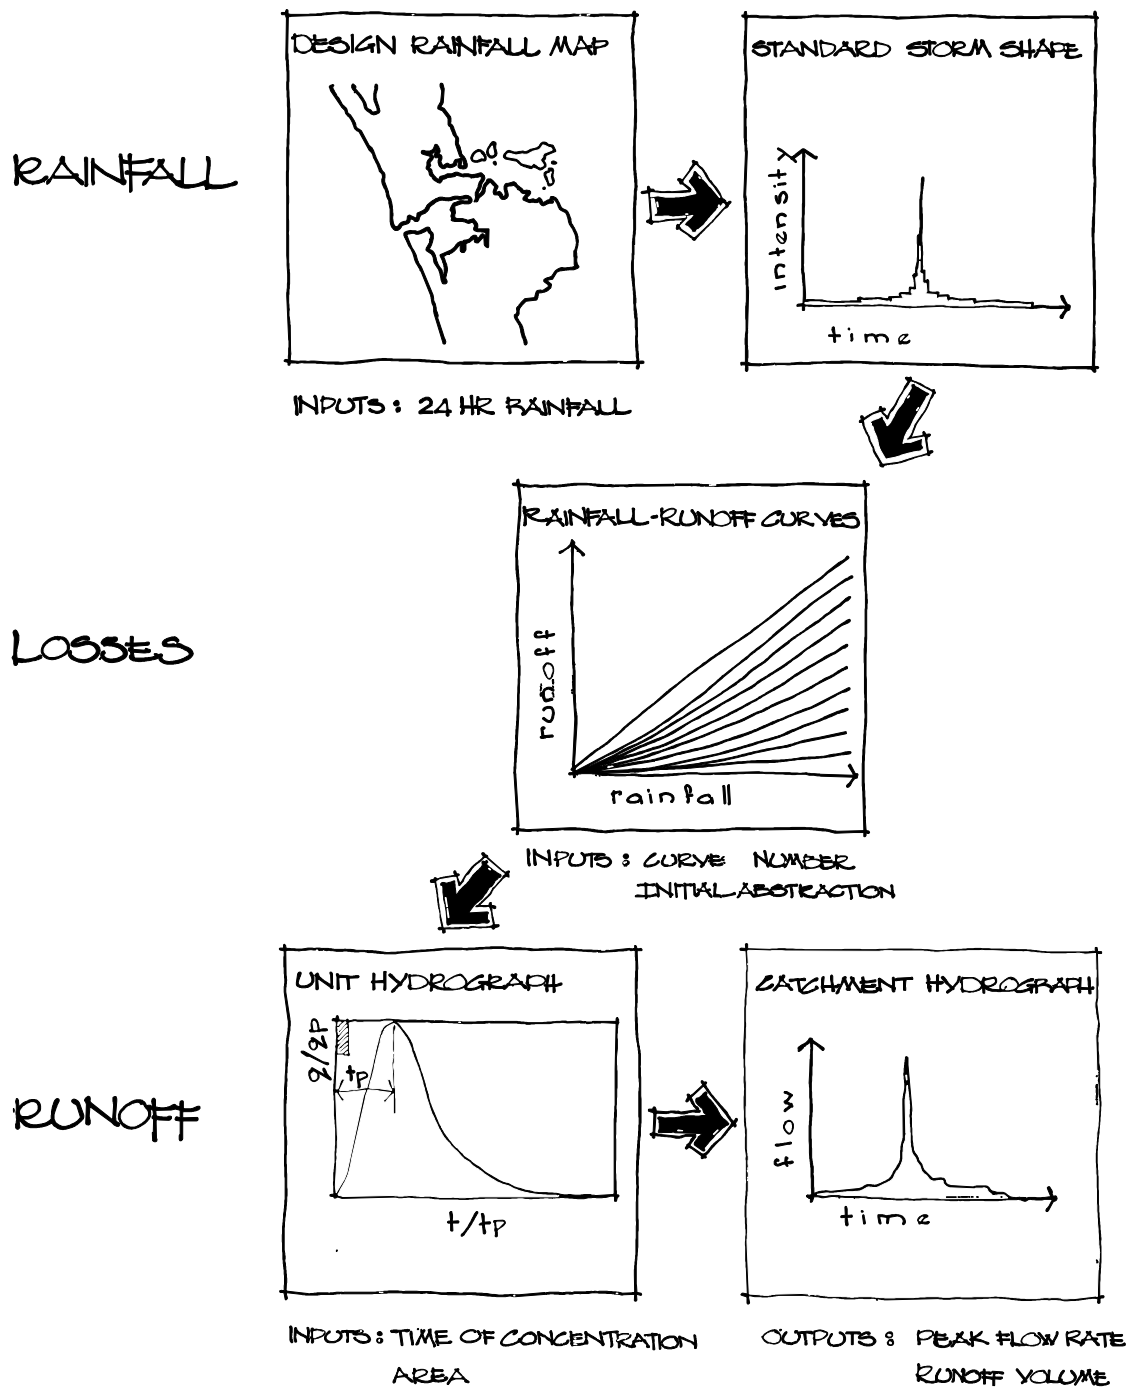 DESIGN RAINFALL MAP
STANDARD STORM SHAPE
RAINFALL
intensity
time
INPUTS: 24 HR RAINFALL
RAINFALL-RUNOFF CURVES
LOSSES
runoff
rainfall
INPUTS: CURVE NUMBER
INITIAL ABSTRACTION
UNIT HYDROGRAPH
CATCHMENT HYDROGRAPH
RUNOFF
q/qp
tp
t/tp
flow
time
INPUTS: TIME OF CONCENTRATION
AREA
OUTPUTS: PEAK FLOW RATE
RUNOFF VOLUME